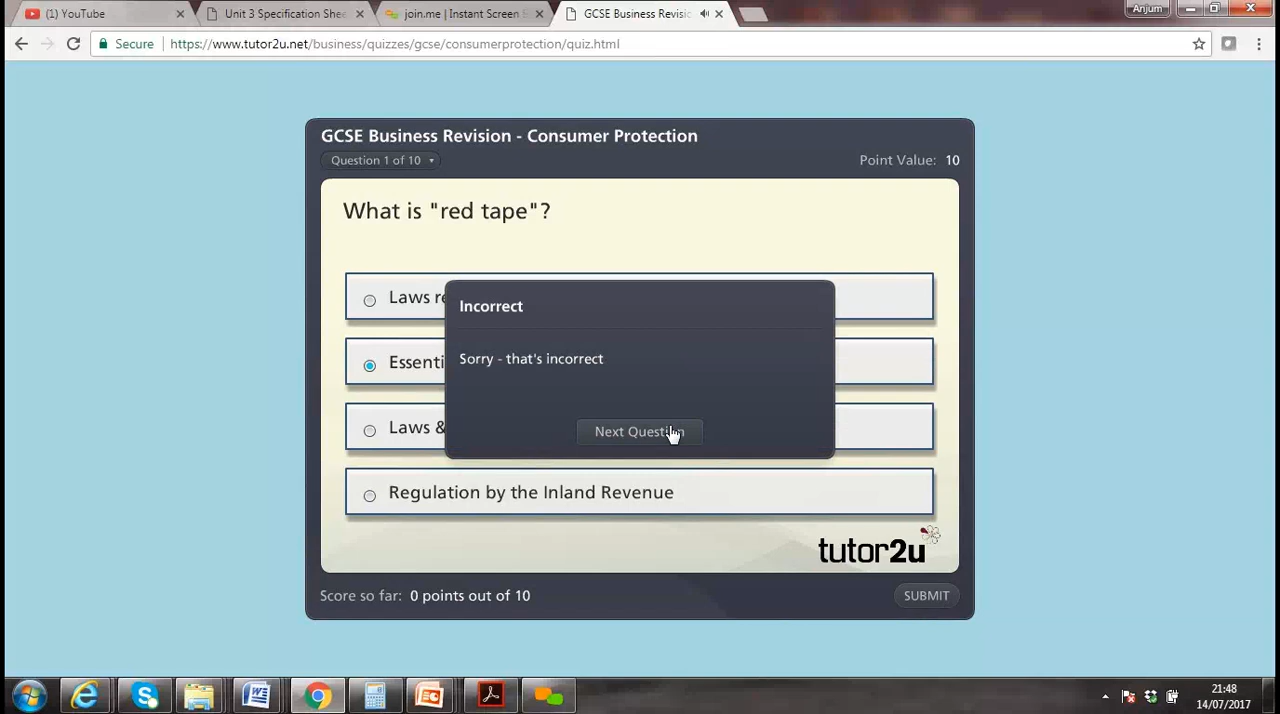 (1) YouTube
Unit 3 Specification Shee
join.me | Instant Screen
GCSE Business Revisi
Anjum
Secure
https://www.tutor2u.net/business/quizzes/gcse/consumerprotection/quiz.html
GCSE Business Revision - Consumer Protection
Question 1 of 10
Point Value: 10
What is "red tape"?
Laws re
Incorrect
Sorry - that's incorrect
Essenti
Laws &
Next Question
Regulation by the Inland Revenue
tutor2u
Score so far: 0 points out of 10
SUBMIT
21:48
14/07/2017